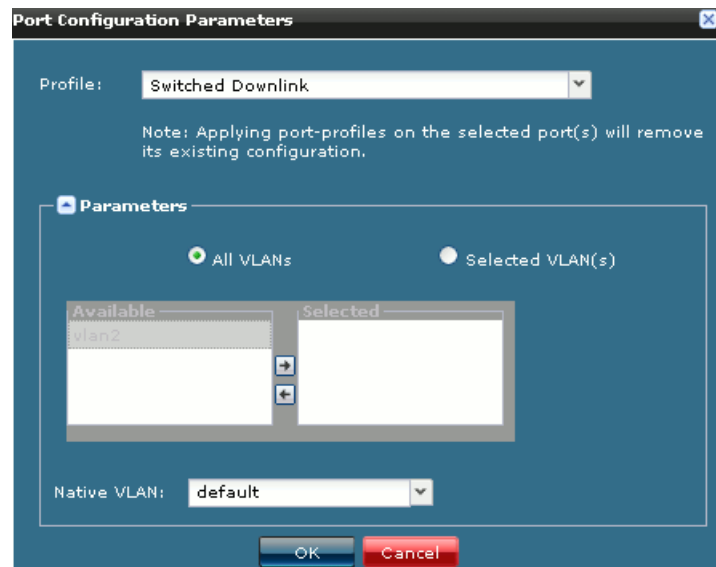 Port Configuration Parameters
Profile: Switched Downlink
Note: Applying port-profiles on the selected port(s) will remove
its existing configuration.
Parameters
All VLANs Selected VLAN(s)
Available Selected
vlan2
Native VLAN: default
OK Cancel